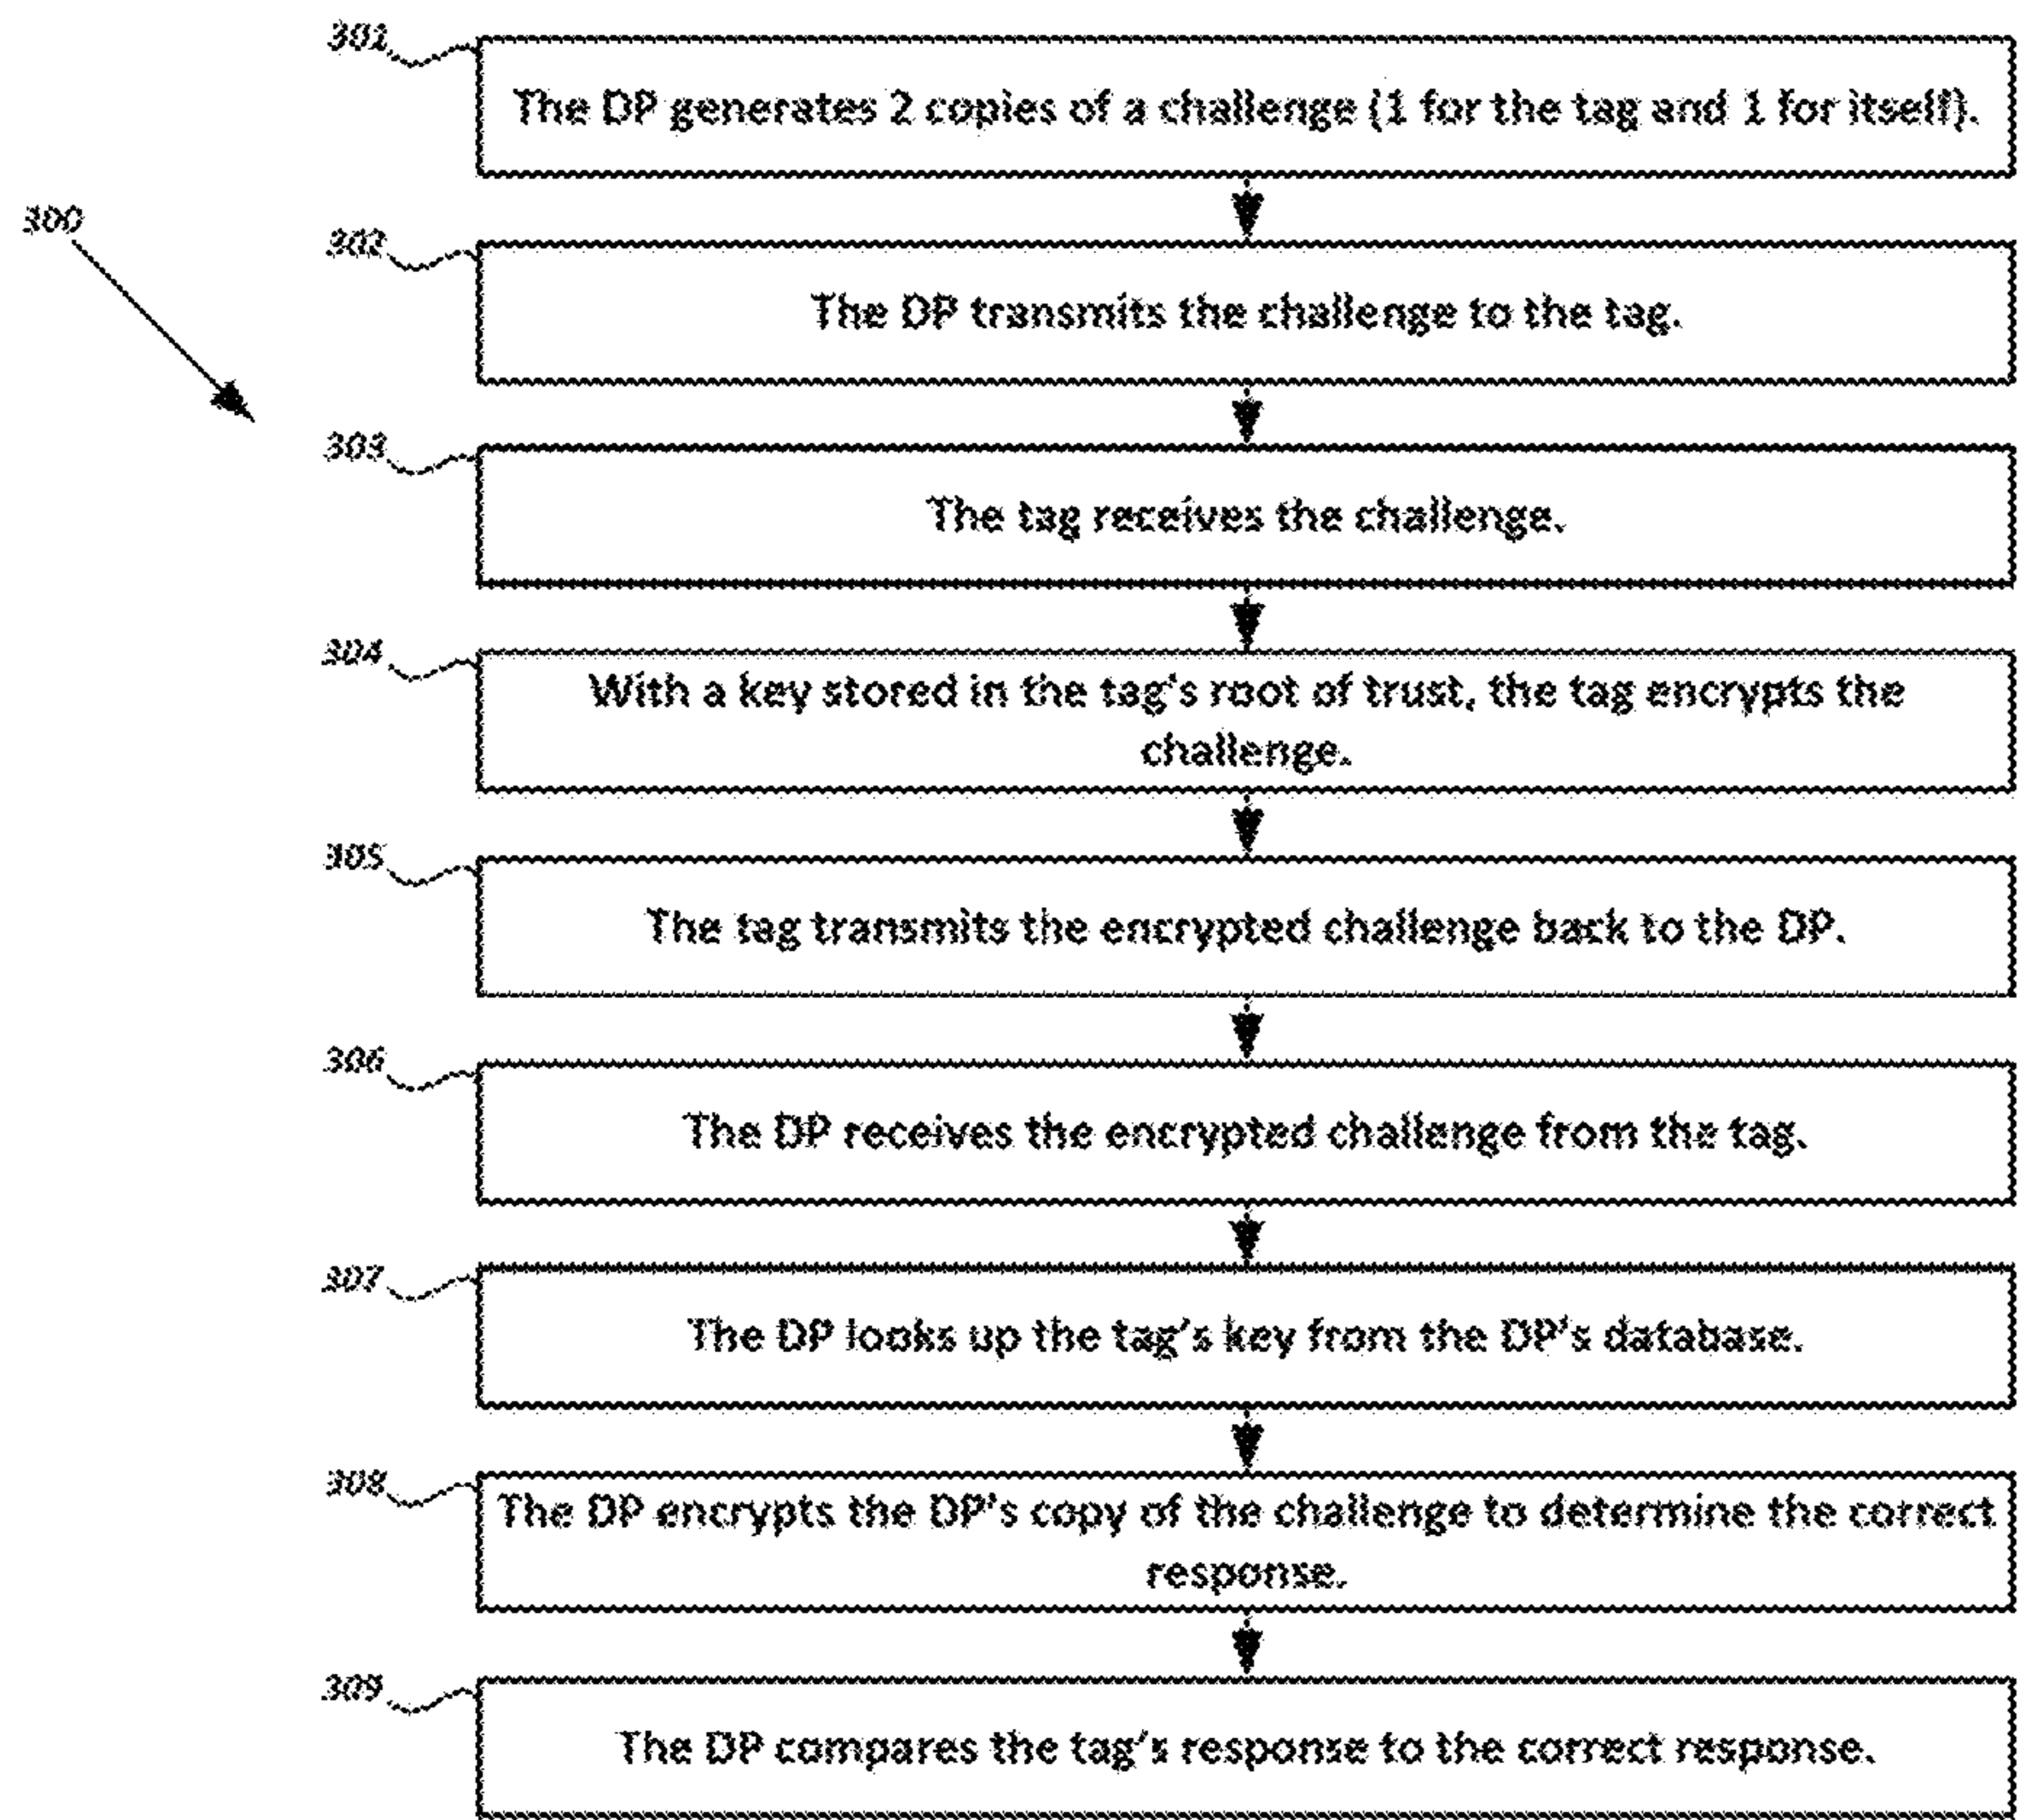 301
The DP generates 2 copies of a challenge (1 for the tag and 1 for itself).
300
302
The DP transmits the challenge to the tag.
303
The tag receives the challenge.
304
With a key stored in the tag's root of trust, the tag encrypts the
challenge.
305
The tag transmits the encrypted challenge back to the DP.
306
The DP receives the encrypted challenge from the tag.
307
The DP looks up the tag's key from the DP's database.
308
The DP encrypts the DP's copy of the challenge to determine the correct
response.
309
The DP compares the tag's response to the correct response.